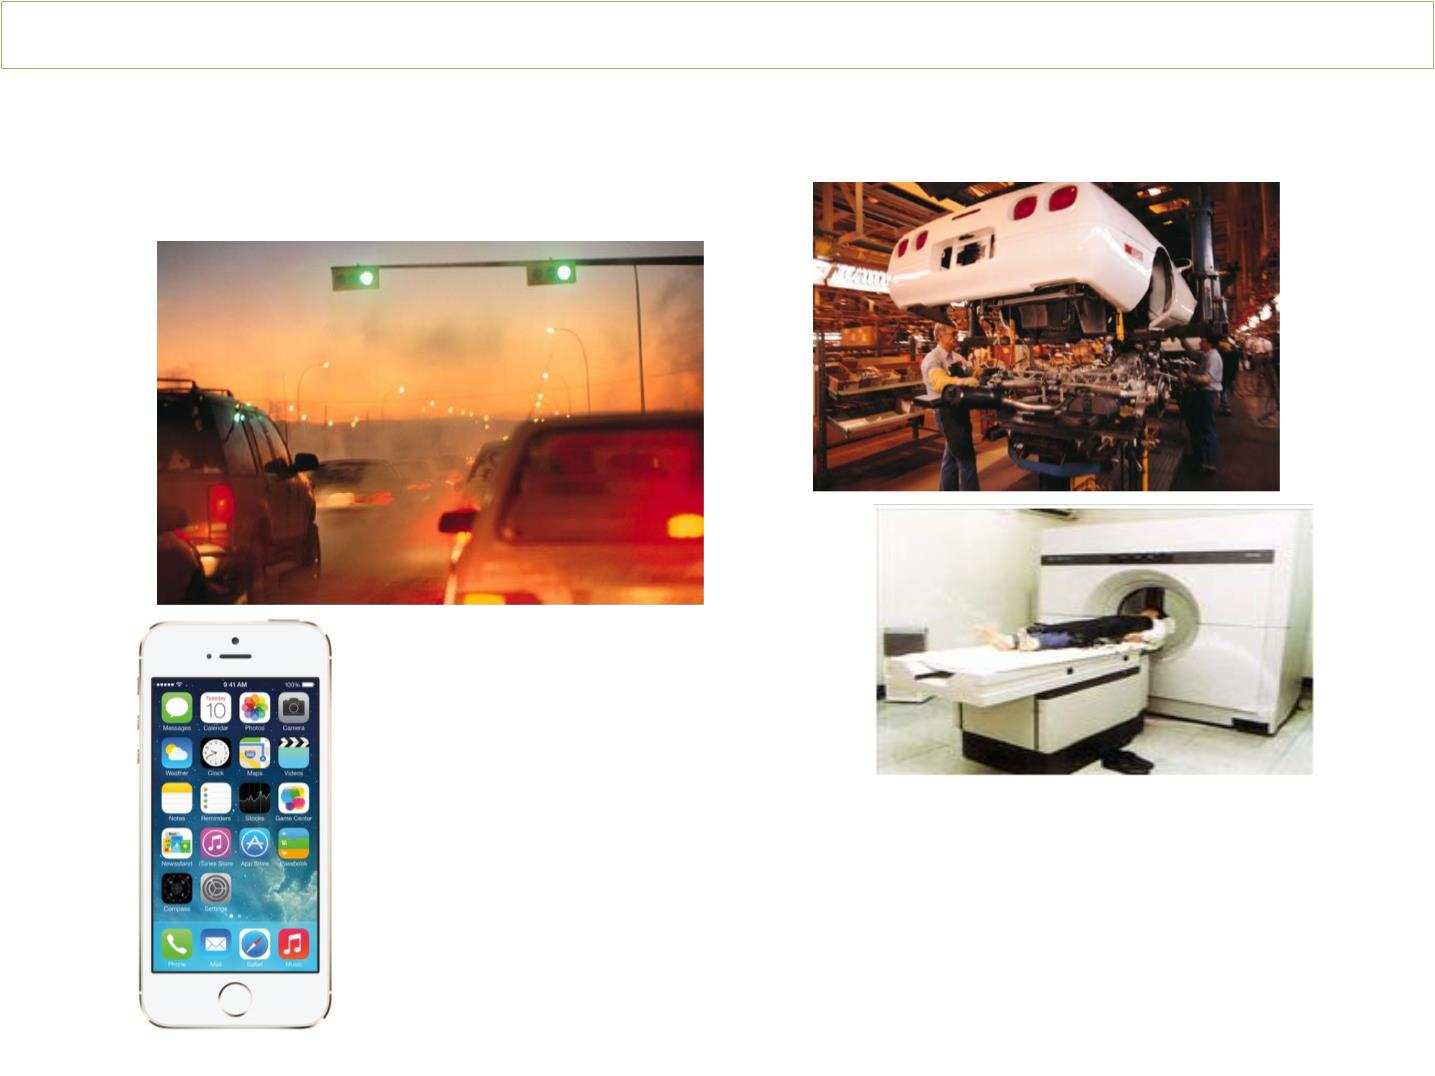 9:41 AM 100%
Tuesday
10
Messages Calendar Photos Camera
Weather Clock Maps Videos
Notes Reminders Stocks Game Center
Newsstand iTunes Store App Store Passbook
Compass Settings
Phone Mail Safari Music